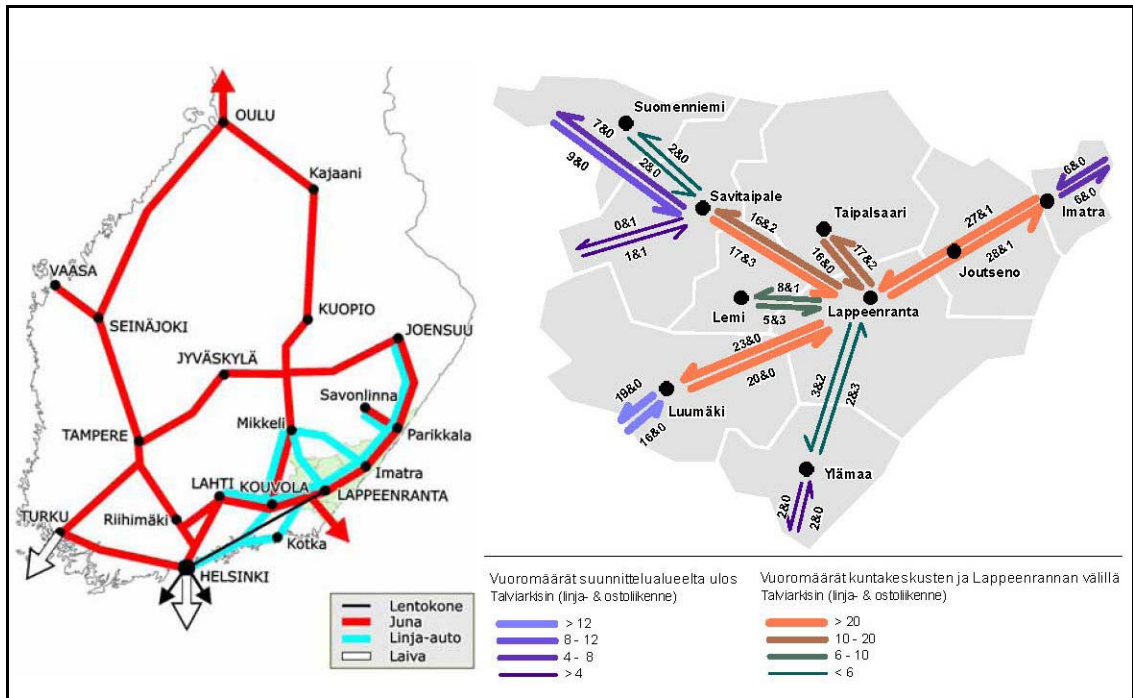 OULU
Kajaani
VAASA
SEINÄJOKI
KUOPIO
JOENSUU
JYVÄSKYLÄ
Savonlinna
Mikkeli
Parikkala
TAMPERE
Imatra
LAHTI
KOUVOLA
LAPPEENRANTA
TURKU
Riihimäki
Kotka
HELSINKI
Lentokone
Juna
Linja-auto
Laiva
Suomenniemi
7&0
9&0
2&0
2&0
Savitaipale
0&1
1&1
16&2
17&3
Taipalsaari
17&2
16&0
27&1
28&1
6&0
6&0
Imatra
Joutseno
8&1
5&3
Lemi
Lappeenranta
23&0
20&0
19&0
16&0
Luumäki
3&2
2&3
Ylämaa
2&0
2&0
Vuoromäärät suunnittelualueelta ulos
Talviarkisin (linja- & ostoliikenne)
> 12
8 - 12
4 - 8
> 4
Vuoromäärät kuntakeskusten ja Lappeenrannan välillä
Talviarkisin (linja- & ostoliikenne)
> 20
10 - 20
6 - 10
< 6